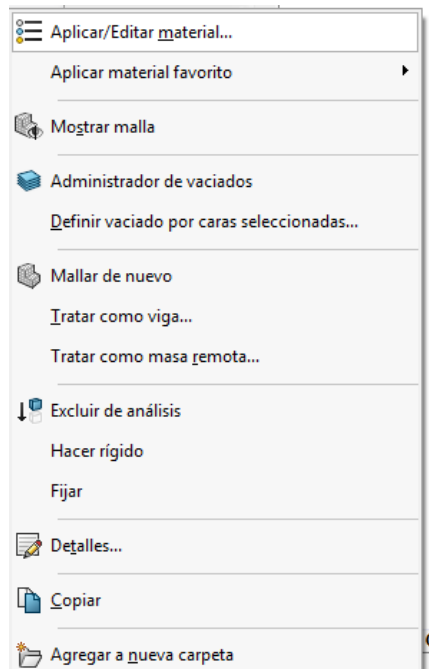 Aplicar/Editar material...
Aplicar material favorito
Mostrar malla
Administrador de vaciados
Definir vaciado por caras seleccionadas...
Mallar de nuevo
Tratar como viga...
Tratar como masa remota...
Excluir de análisis
Hacer rígido
Fijar
Detalles...
Copiar
Agregar a nueva carpeta